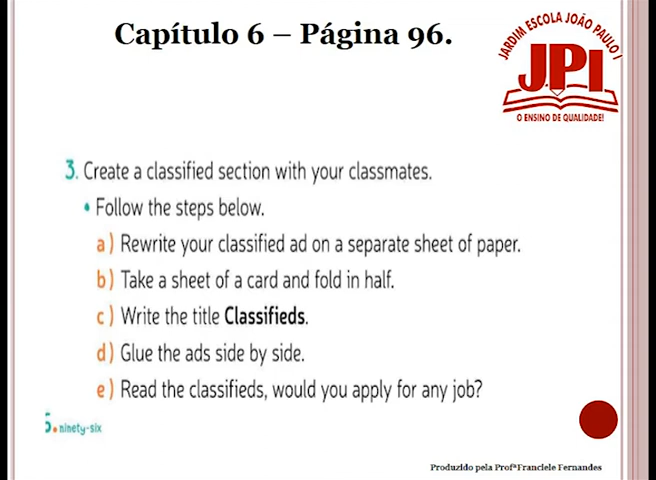 Capítulo 6 – Página 96.
JARDIM ESCOLA JOÃO PAULO I
J.P.I.
O ENSINO DE QUALIDADE!
3. Create a classified section with your classmates.
• Follow the steps below.
a) Rewrite your classified ad on a separate sheet of paper.
b) Take a sheet of a card and fold in half.
c) Write the title Classifieds.
d) Glue the ads side by side.
e) Read the classifieds, would you apply for any job?
ninety-six
Produzido pela Profª Franciele Fernandes